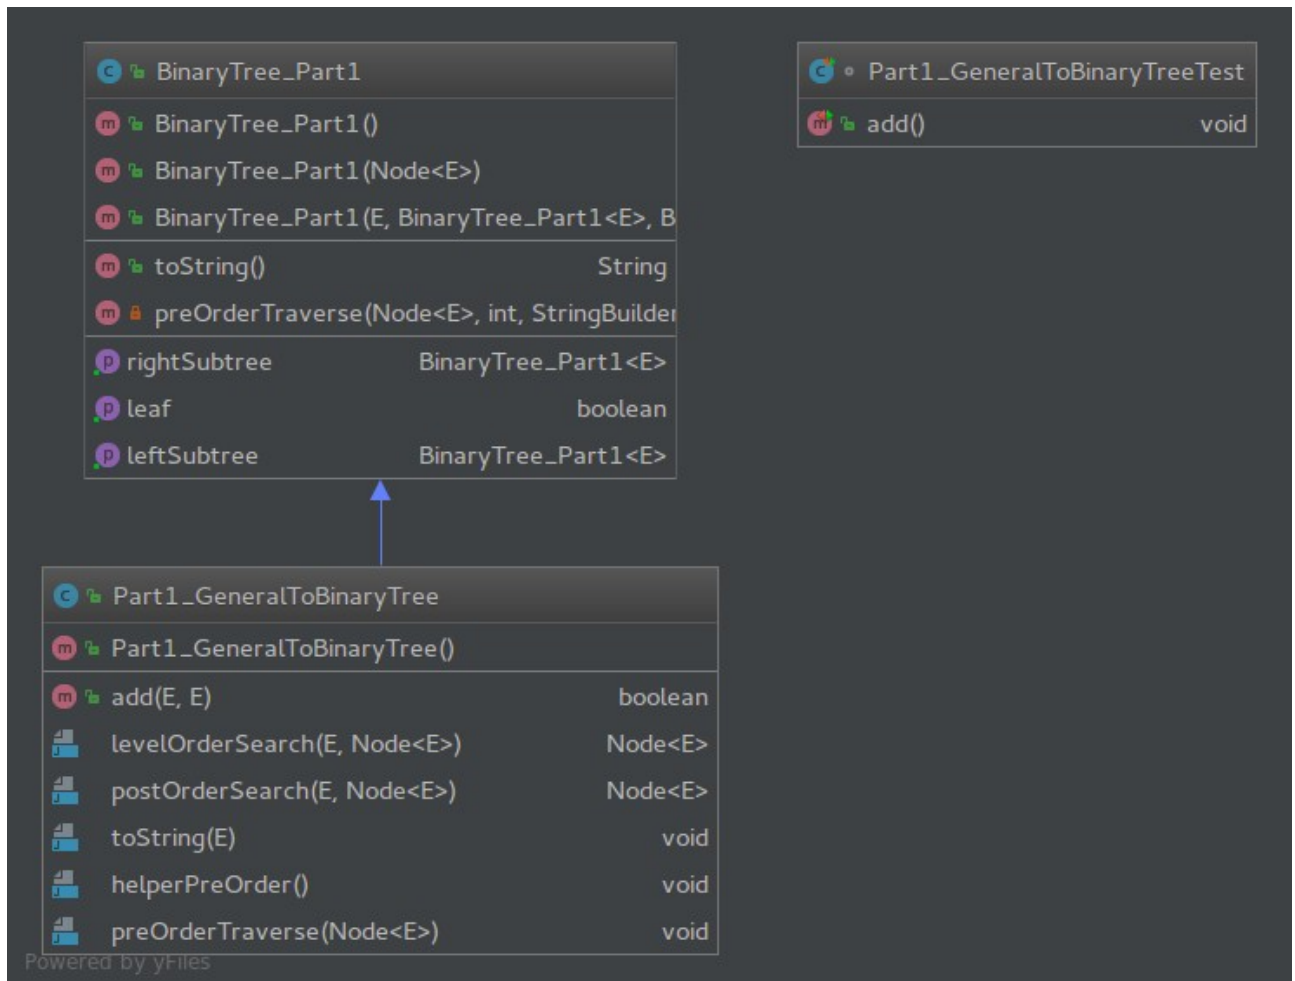 BinaryTree_Part1
BinaryTree_Part1()
BinaryTree_Part1(Node<E>)
BinaryTree_Part1(E, BinaryTree_Part1<E>, B
toString() String
preOrderTraverse(Node<E>, int, StringBuilder
rightSubtree BinaryTree_Part1<E>
leaf boolean
leftSubtree BinaryTree_Part1<E>
Part1_GeneralToBinaryTreeTest
add() void
Part1_GeneralToBinaryTree
Part1_GeneralToBinaryTree()
add(E, E) boolean
levelOrderSearch(E, Node<E>) Node<E>
postOrderSearch(E, Node<E>) Node<E>
toString(E) void
helperPreOrder() void
preOrderTraverse(Node<E>) void
Powered by yFiles